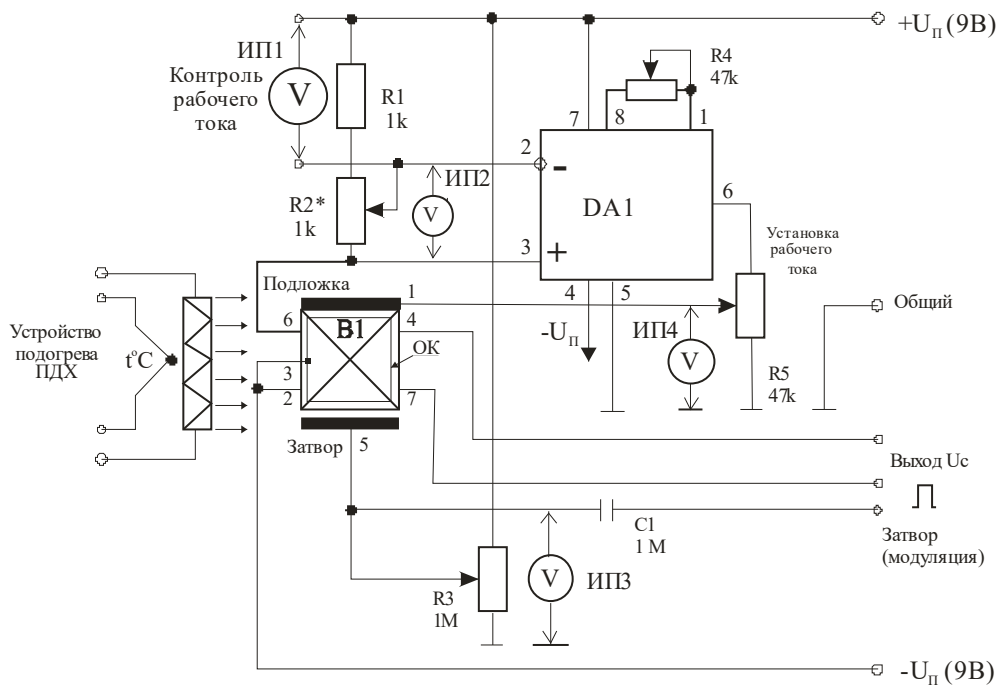 +U_П (9В)
ИП1
Контроль
рабочего
тока
V
R1
1k
R4
47k
7
8
1
2
-
ИП2
V
R2*
1k
DA1
6
3
+
4
5
-U_П
Установка
рабочего
тока
Общий
R5
47k
ИП4
V
Подложка
1
6
B1
4
ОК
3
2
7
Устройство
подогрева
ПДХ
t°C
Затвор
5
Выход Uc
C1
1 M
Затвор
(модуляция)
V
ИП3
R3
1M
-U_П (9В)